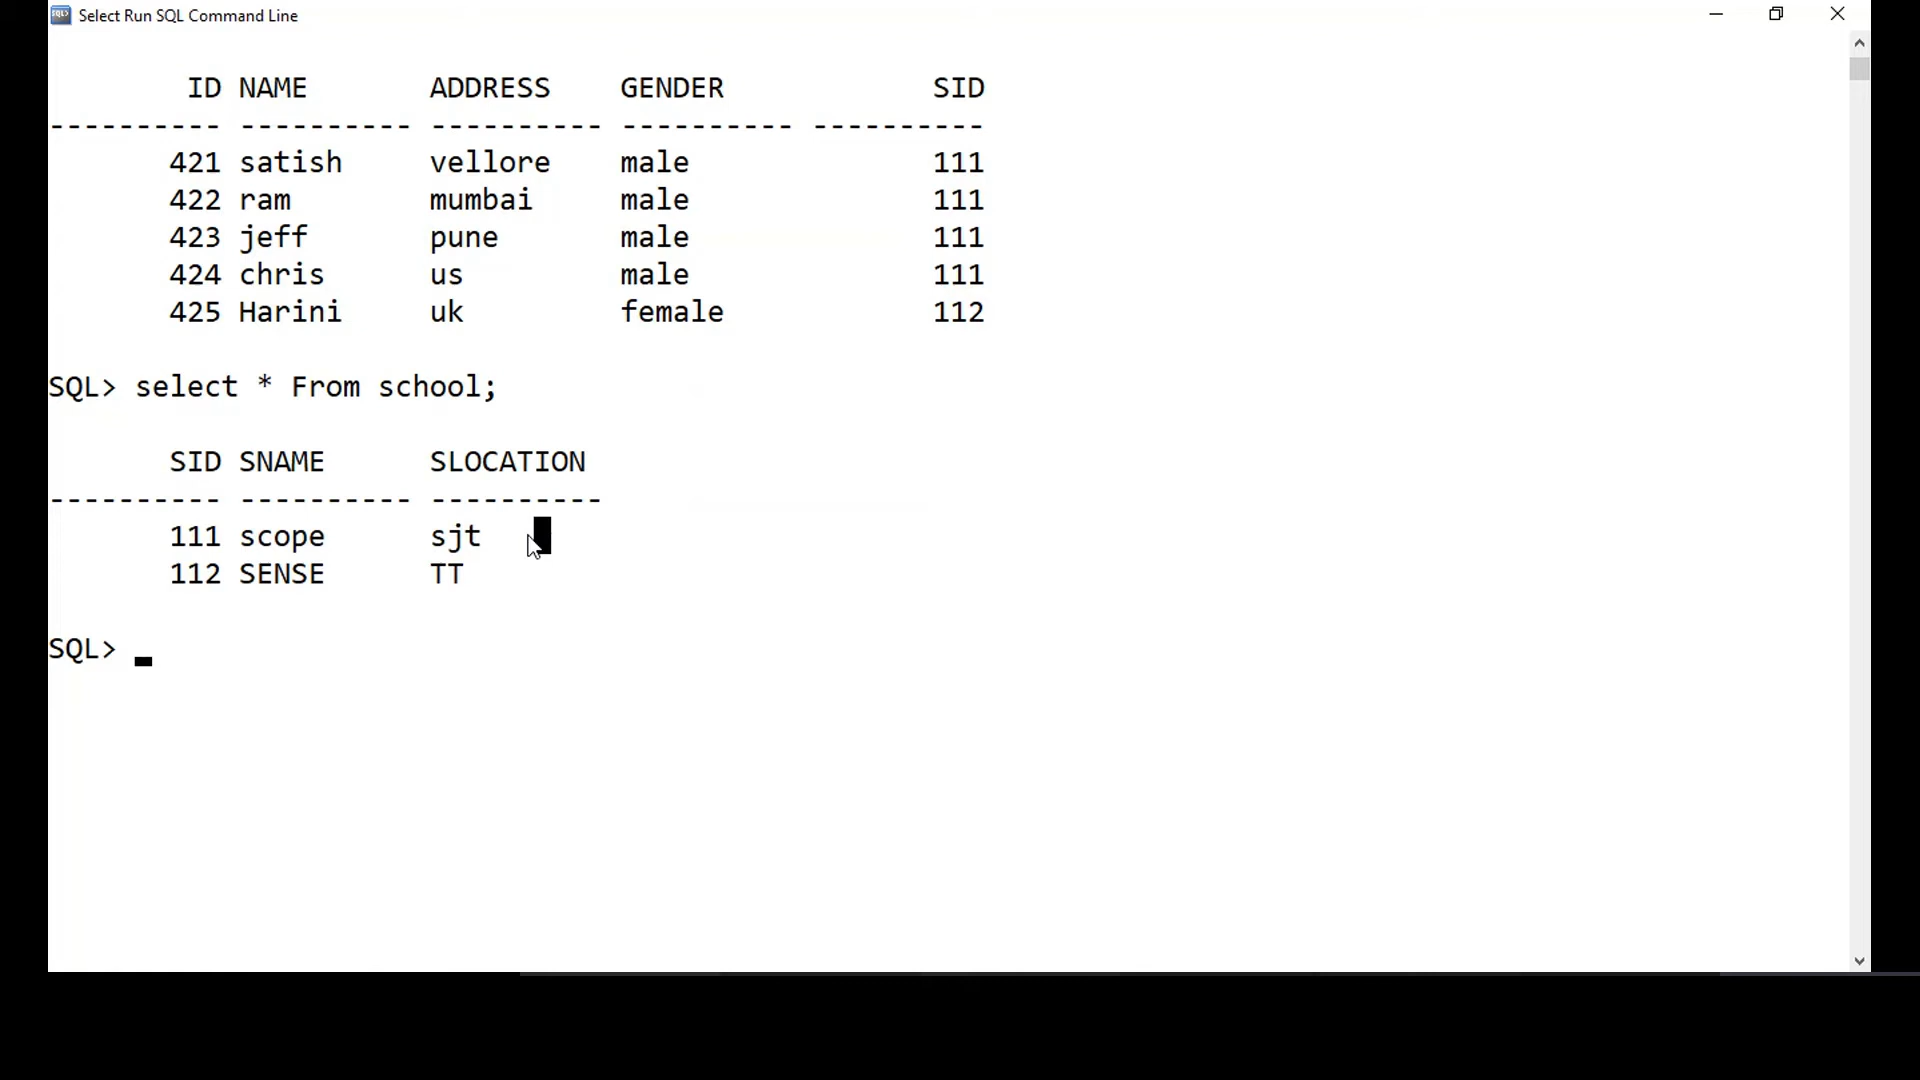 Select Run SQL Command Line
ID NAME ADDRESS GENDER SID
---------- ---------- ---------- ---------- ----------
421 satish vellore male 111
422 ram mumbai male 111
423 jeff pune male 111
424 chris us male 111
425 Harini uk female 112
SQL> select * From school;
SID SNAME SLOCATION
---------- ---------- ----------
111 scope sjt
112 SENSE TT
SQL>